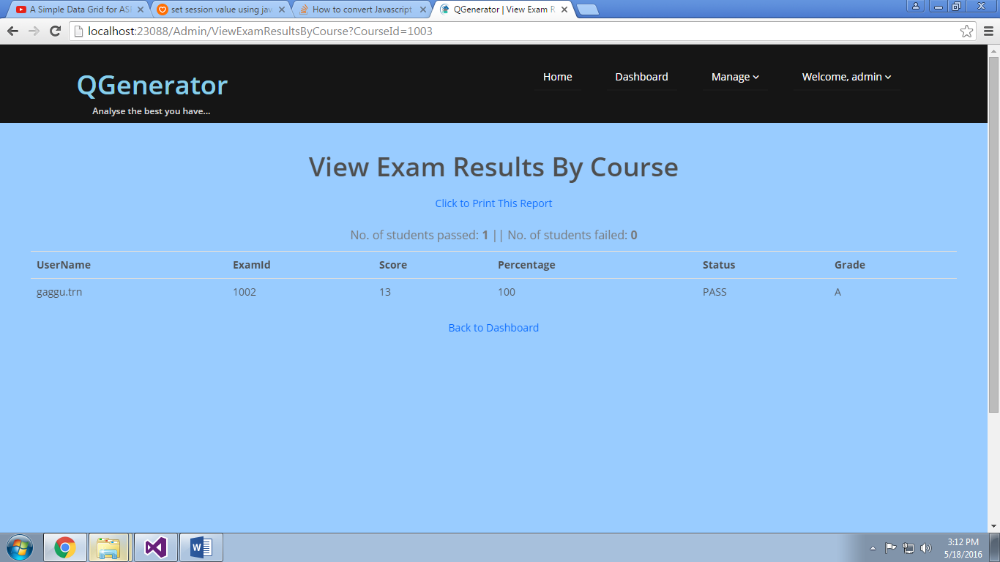 A Simple Data Grid for ASP
set session value using jav
How to convert Javascript
QGenerator | View Exam R
localhost:23088/Admin/ViewExamResultsByCourse?CourseId=1003
QGenerator
Analyse the best you have...
Home Dashboard Manage Welcome, admin
View Exam Results By Course
Click to Print This Report
No. of students passed: 1 || No. of students failed: 0
UserName ExamId Score Percentage Status Grade
gaggu.trn 1002 13 100 PASS A
Back to Dashboard
3:12 PM
5/18/2016